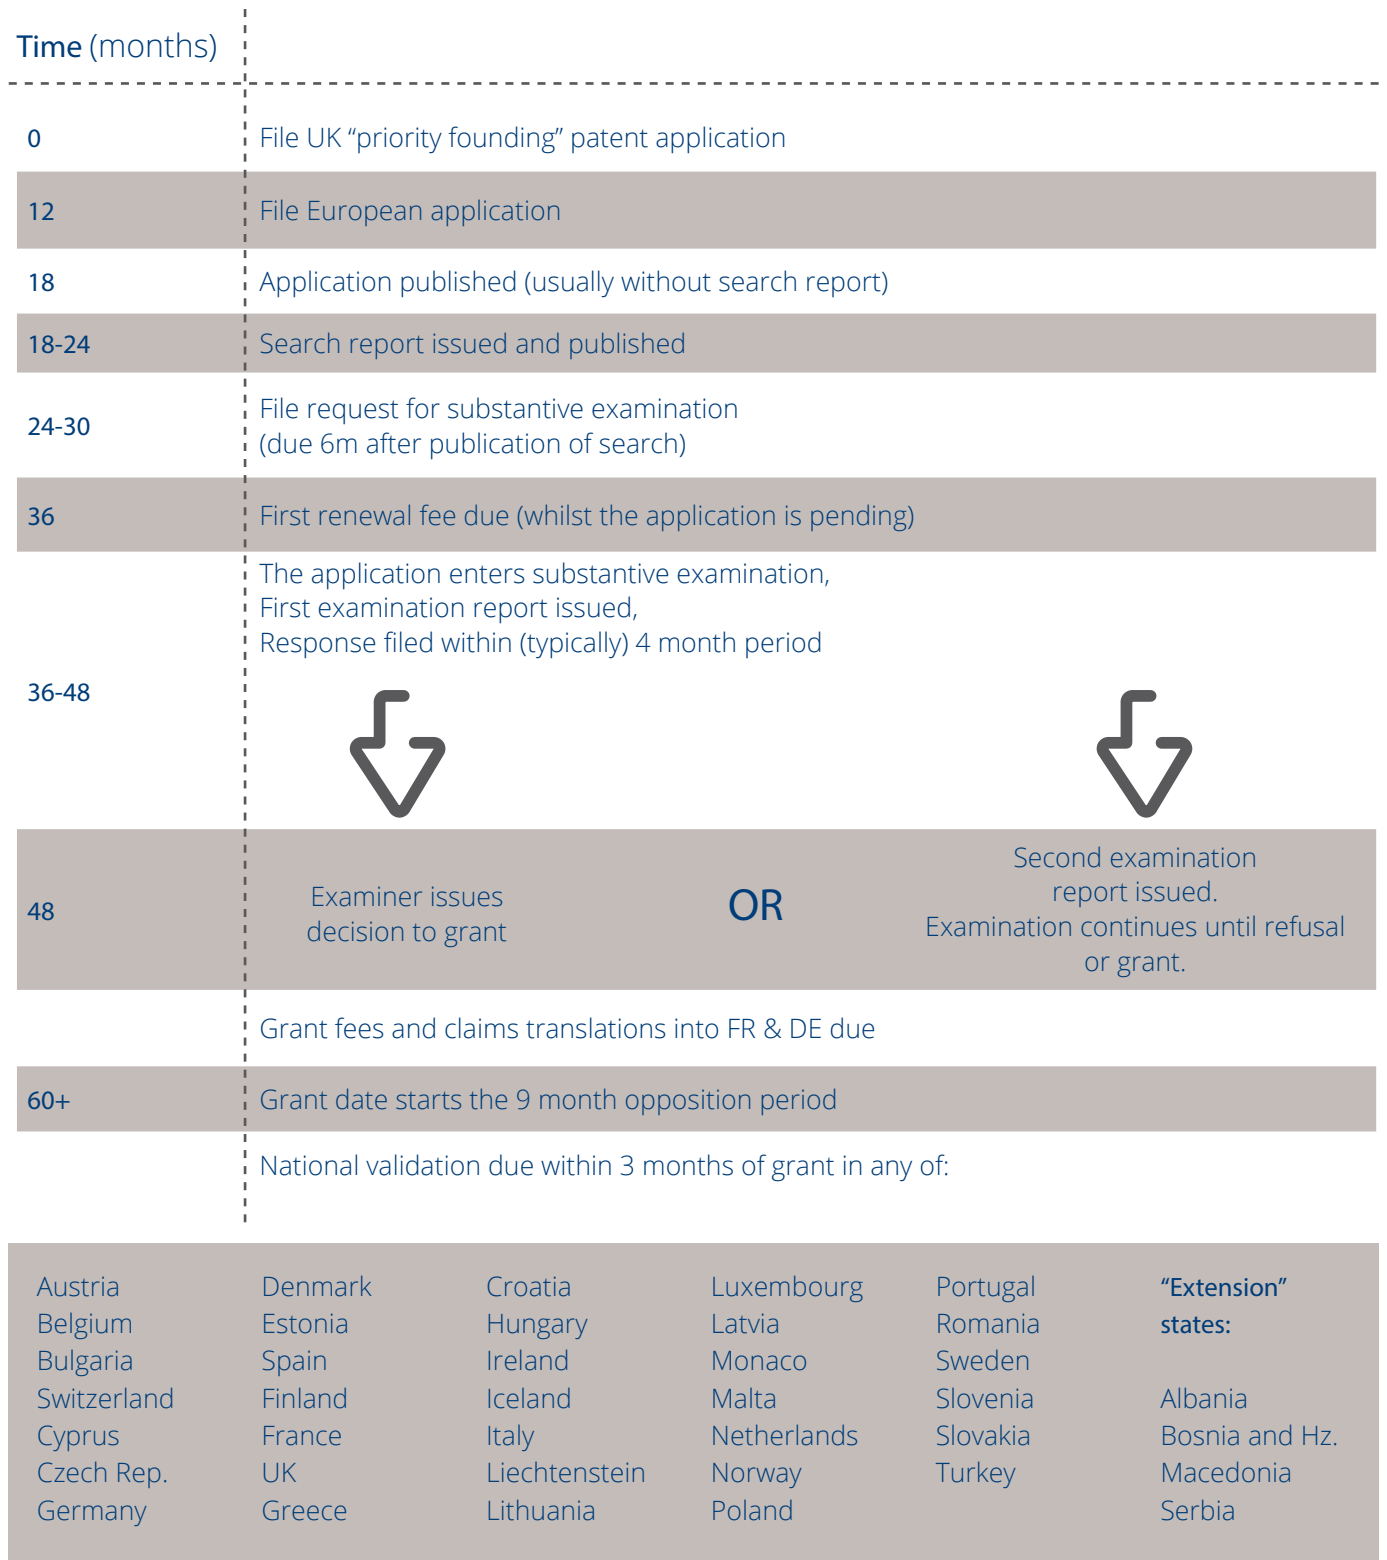 Time (months)
0
File UK “priority founding” patent application
12
File European application
18
Application published (usually without search report)
18-24
Search report issued and published
24-30
File request for substantive examination
(due 6m after publication of search)
36
First renewal fee due (whilst the application is pending)
36-48
The application enters substantive examination,
First examination report issued,
Response filed within (typically) 4 month period
48
Examiner issues
decision to grant
OR
Second examination
report issued.
Examination continues until refusal
or grant.
Grant fees and claims translations into FR & DE due
60+
Grant date starts the 9 month opposition period
National validation due within 3 months of grant in any of:
Austria
Belgium
Bulgaria
Switzerland
Cyprus
Czech Rep.
Germany
Denmark
Estonia
Spain
Finland
France
UK
Greece
Croatia
Hungary
Ireland
Iceland
Italy
Liechtenstein
Lithuania
Luxembourg
Latvia
Monaco
Malta
Netherlands
Norway
Poland
Portugal
Romania
Sweden
Slovenia
Slovakia
Turkey
“Extension”
states:
Albania
Bosnia and Hz.
Macedonia
Serbia